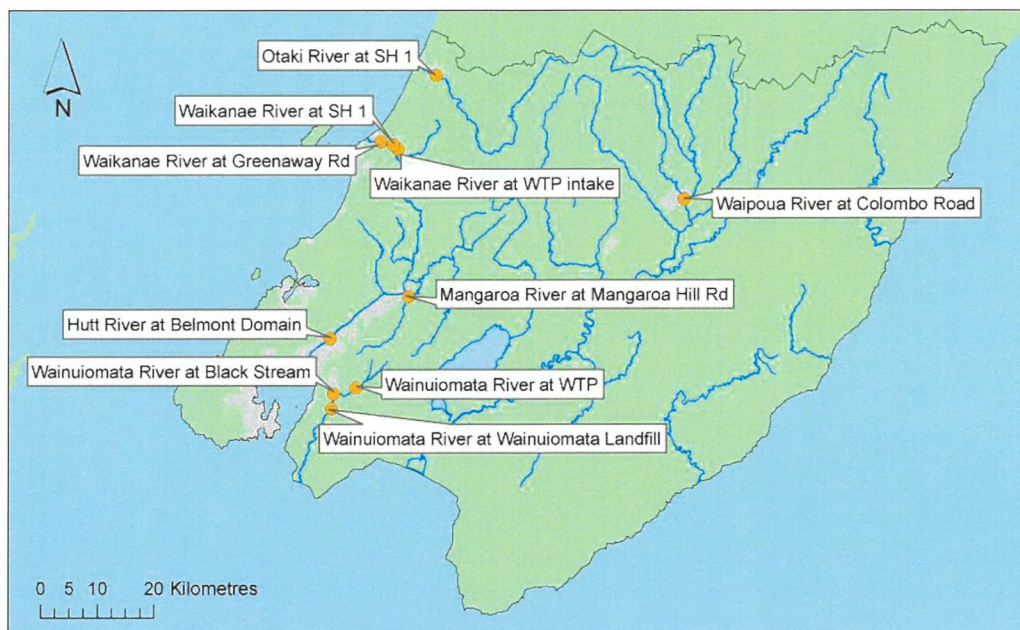 Otaki River at SH 1
N
Waikanae River at SH 1
Waikanae River at Greenaway Rd
Waikanae River at WTP intake
Waipoua River at Colombo Road
Mangaroa River at Mangaroa Hill Rd
Hutt River at Belmont Domain
Wainuiomata River at Black Stream
Wainuiomata River at WTP
Wainuiomata River at Wainuiomata Landfill
0 5 10 20 Kilometres